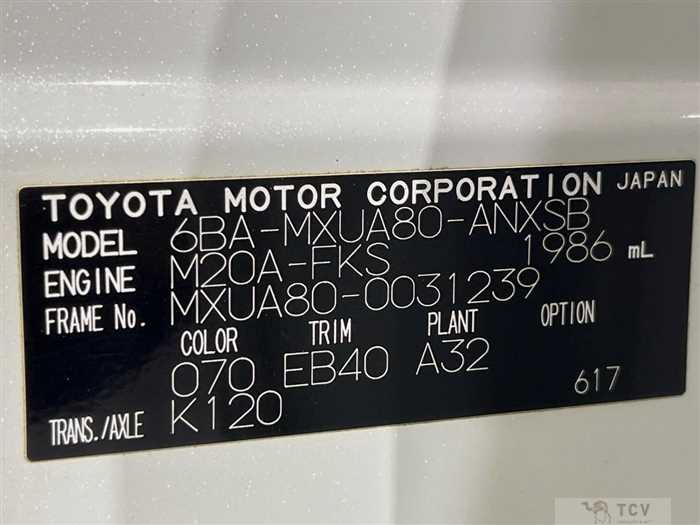 TOYOTA MOTOR CORPORATION JAPAN
MODEL 6BA-MXUA80-ANXSB
ENGINE M20A-FKS 1986 mL
FRAME No. MXUA80-0031239
COLOR TRIM PLANT OPTION
070 EB40 A32
617
TRANS./AXLE K120
TCV